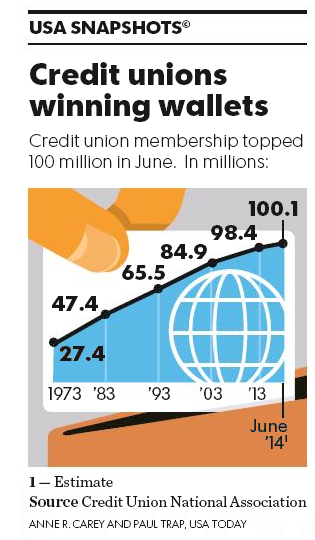 USA SNAPSHOTS©
Credit unions
winning wallets
Credit union membership topped
100 million in June. In millions:
100.1
98.4
84.9
65.5
47.4
27.4
1973 '83 '93 '03 '13
June
'14¹
1 — Estimate
Source Credit Union National Association
ANNE R. CAREY AND PAUL TRAP, USA TODAY